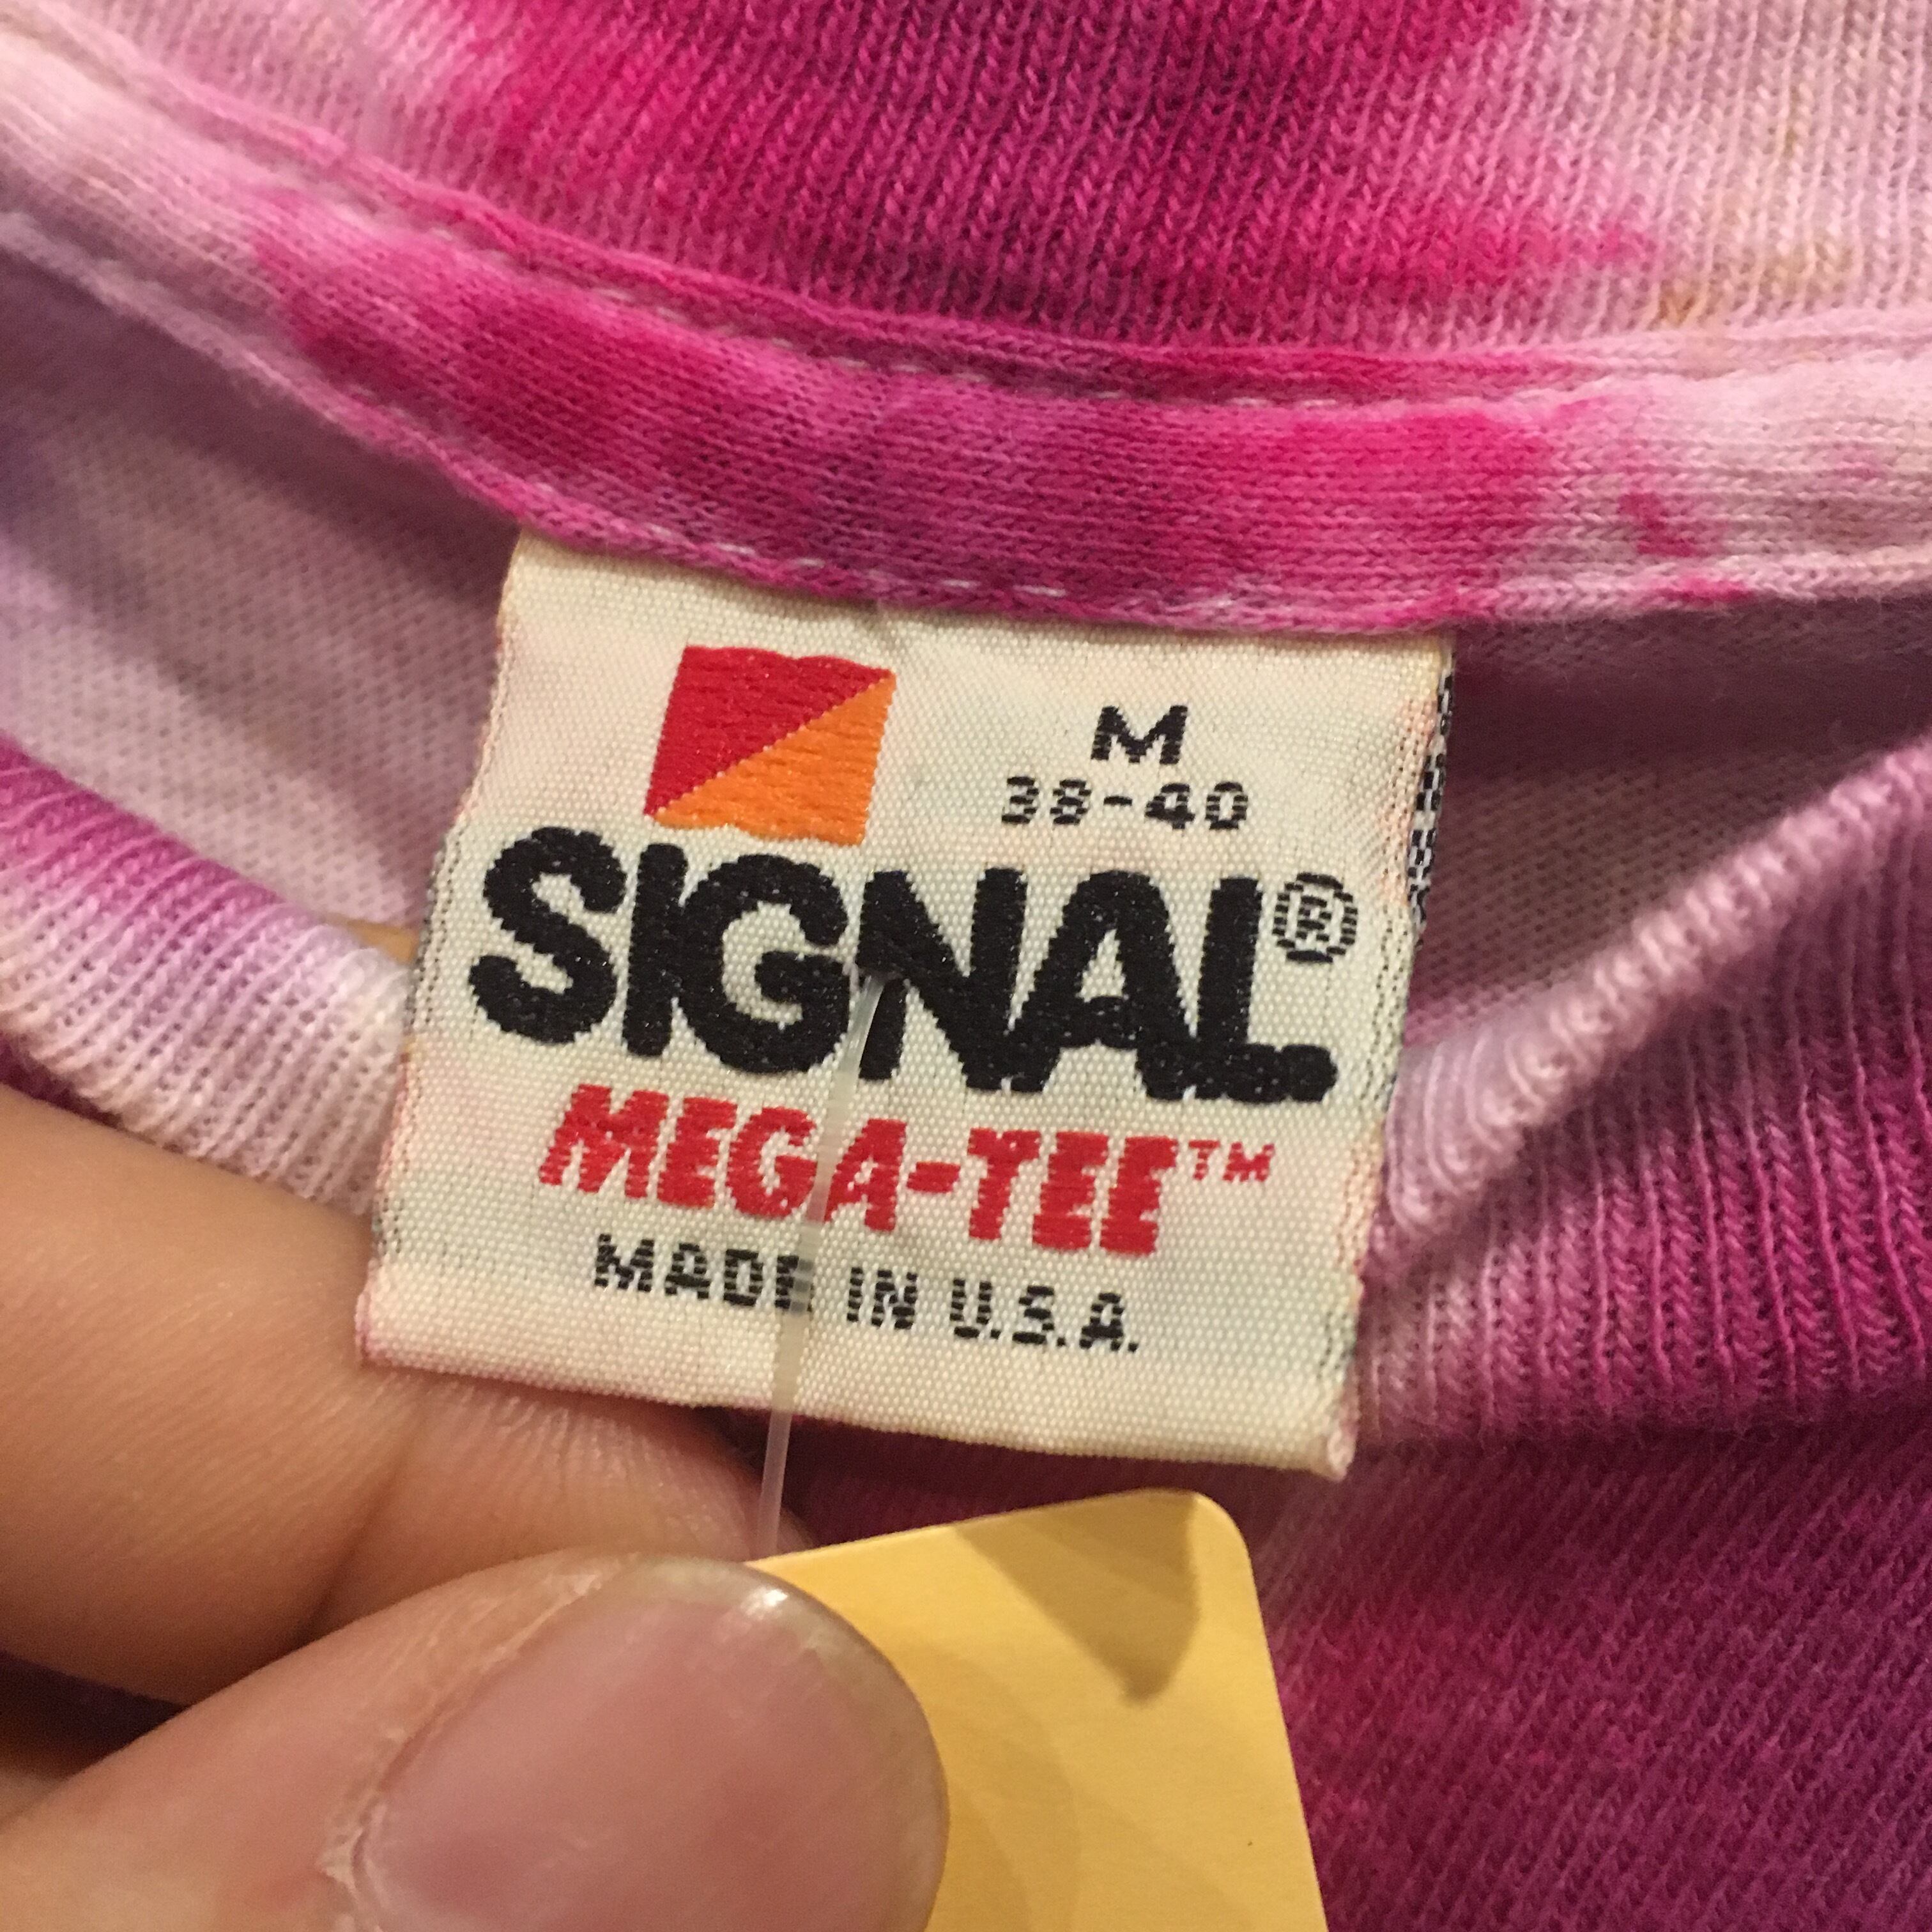 M
38-40
SIGNAL®
MEGA-TEE™
MADE IN U.S.A.